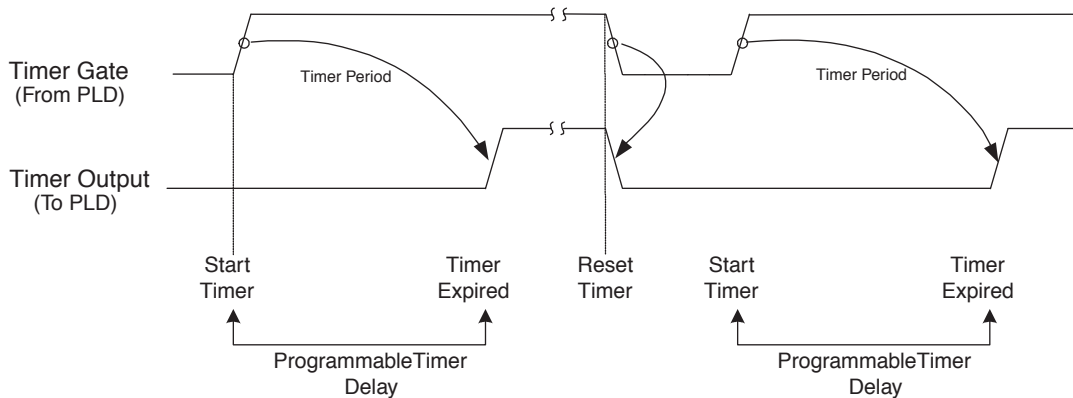 Timer Gate
(From PLD)
Timer Period
Timer Period
Timer Output
(To PLD)
Start
Timer
Timer
Expired
Reset
Timer
Start
Timer
Timer
Expired
ProgrammableTimer
Delay
ProgrammableTimer
Delay